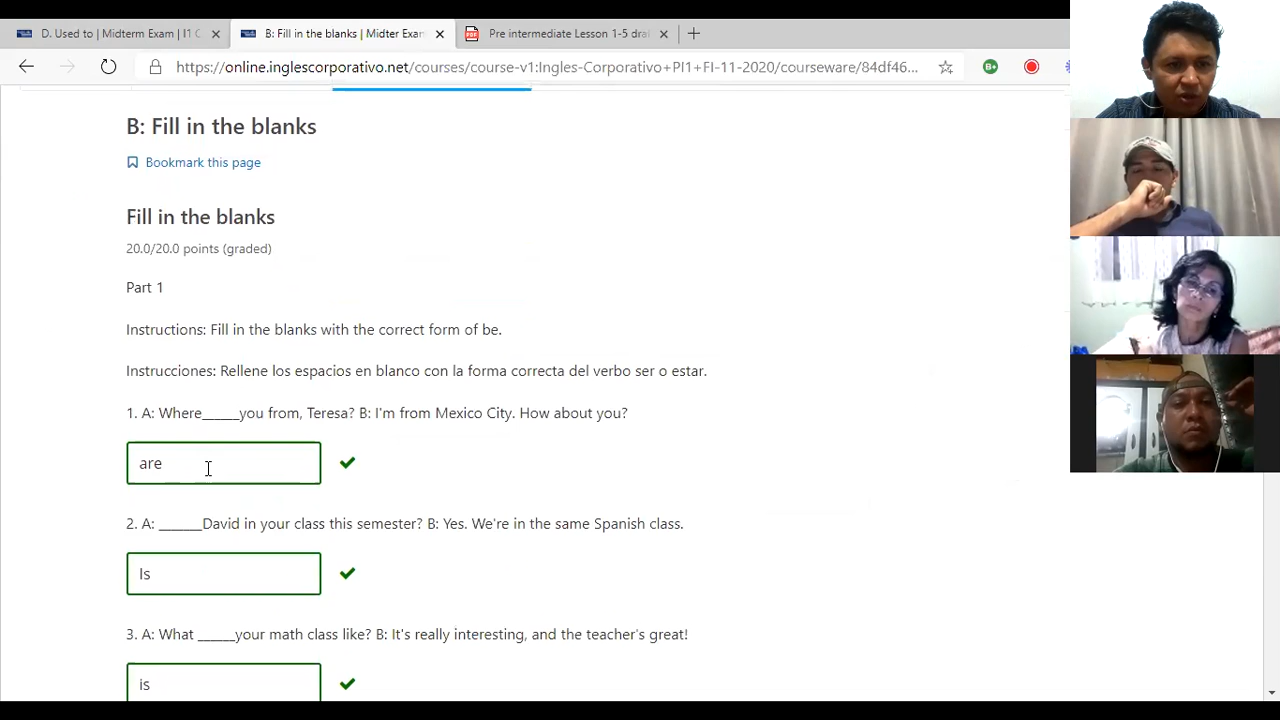 D. Used to | Midterm Exam | I1 C
B: Fill in the blanks | Midter Exar
Pre intermediate Lesson 1-5 dra
https://online.inglescorporativo.net/courses/course-v1:Ingles-Corporativo+PI1+FI-11-2020/courseware/84df46...
B: Fill in the blanks
Bookmark this page
Fill in the blanks
20.0/20.0 points (graded)
Part 1
Instructions: Fill in the blanks with the correct form of be.
Instrucciones: Rellene los espacios en blanco con la forma correcta del verbo ser o estar.
1. A: Where______you from, Teresa? B: I'm from Mexico City. How about you?
are
2. A: _______David in your class this semester? B: Yes. We're in the same Spanish class.
Is
3. A: What ______your math class like? B: It's really interesting, and the teacher's great!
is